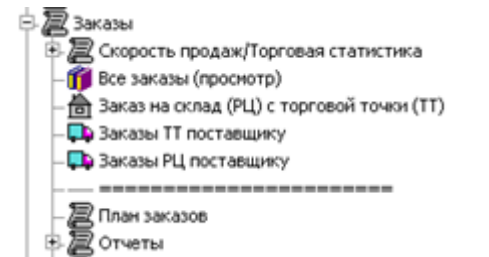 Заказы
Скорость продаж/Торговая статистика
Все заказы (просмотр)
Заказ на склад (РЦ) с торговой точки (ТТ)
Заказы ТТ поставщику
Заказы РЦ поставщику
=======================
План заказов
Отчеты